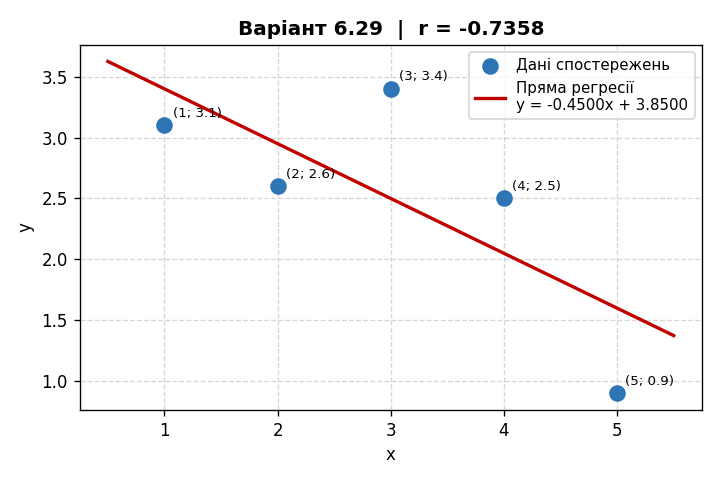 Варіант 6.29 | r = -0.7358
Дані спостережень
Пряма регресії
y = -0.4500x + 3.8500
(1; 3.1)
(2; 2.6)
(3; 3.4)
(4; 2.5)
(5; 0.9)
3.5
3.0
2.5
2.0
1.5
1.0
y
1 2 3 4 5
x